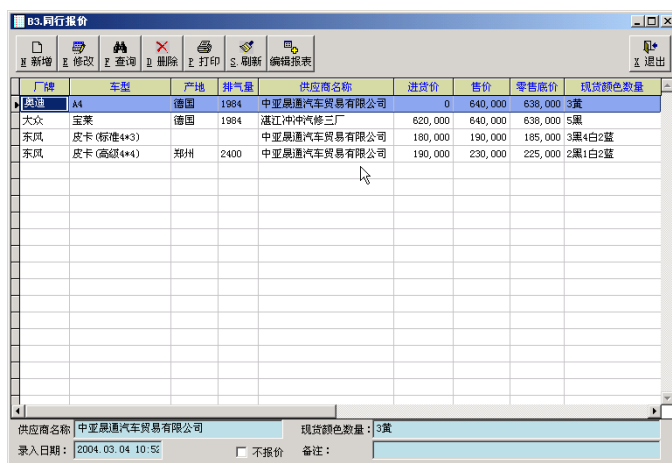 B3.同行报价
N 新增 E 修改 F 查询 D 删除 P 打印 S.刷新 编辑报表 X 退出
厂牌 车型 产地 排气量 供应商名称 进货价 售价 零售底价 现货颜色数量
奥迪 A4 德国 1984 中亚晟通汽车贸易有限公司 0 640,000 638,000 3黄
大众 宝莱 德国 1984 湛江冲冲汽修三厂 620,000 640,000 638,000 5黑
东风 皮卡(标准4*3) 中亚晟通汽车贸易有限公司 180,000 190,000 185,000 3黑4白2蓝
东风 皮卡(高级4*4) 郑州 2400 中亚晟通汽车贸易有限公司 190,000 230,000 225,000 2黑1白2蓝
供应商名称 中亚晟通汽车贸易有限公司 现货颜色数量: 3黄
录入日期: 2004.03.04 10:52 不报价 备注: